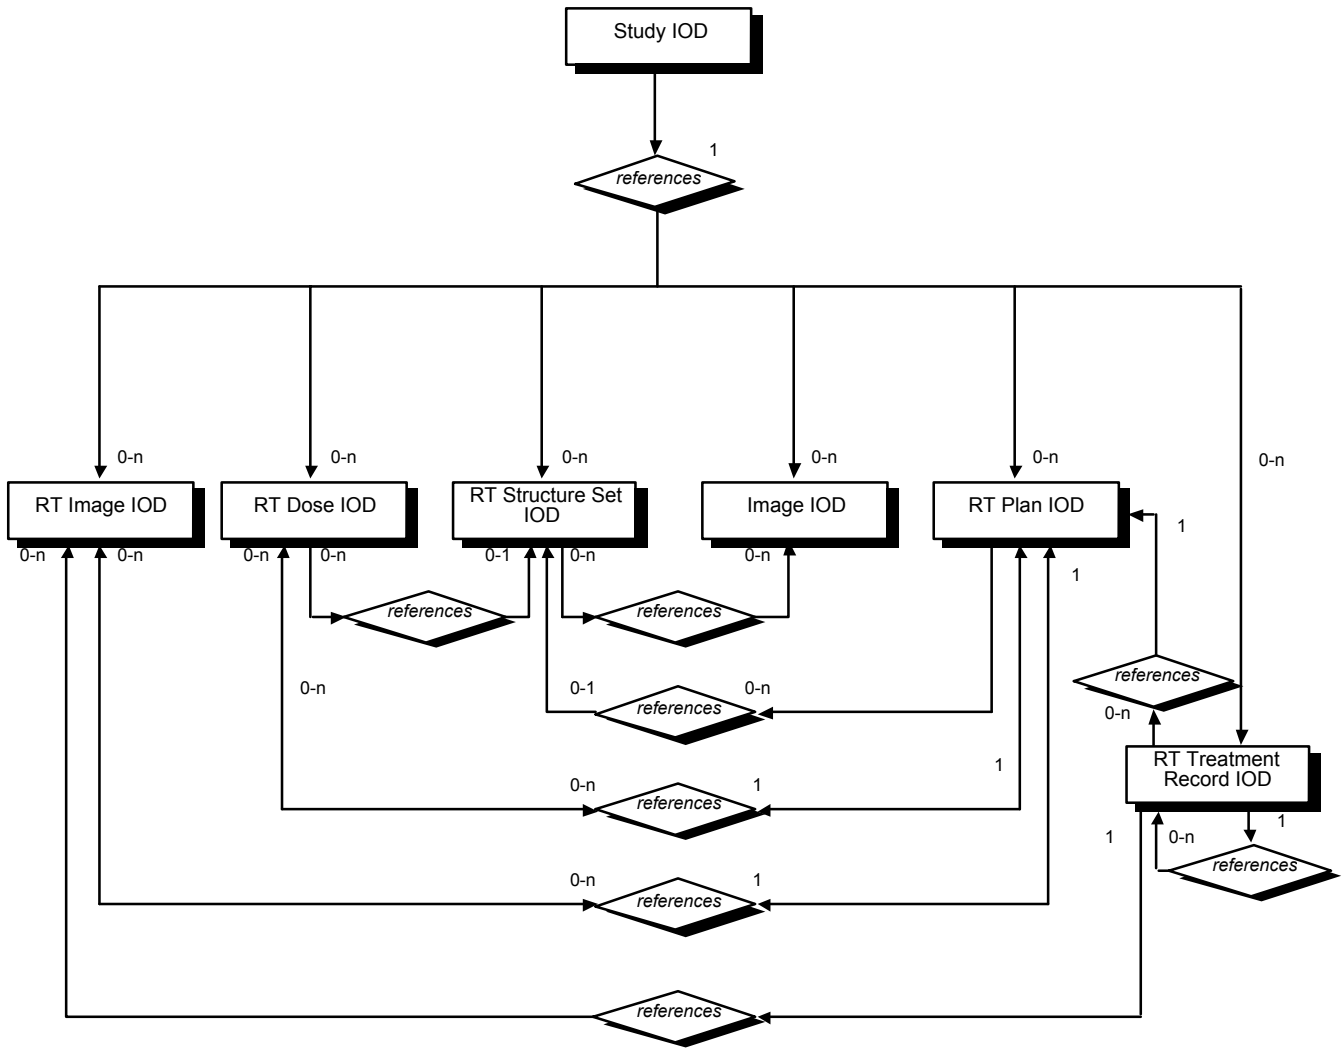 Study IOD
1
references
0-n
0-n
0-n
0-n
0-n
0-n
RT Image IOD
RT Dose IOD
RT Structure Set
IOD
Image IOD
RT Plan IOD
1
0-n
0-n
0-n
0-n
0-1
0-n
0-n
1
references
references
references
0-n
0-1
0-n
references
0-n
RT Treatment
Record IOD
1
0-n
1
references
1
0-n
1
references
0-n
1
references
references